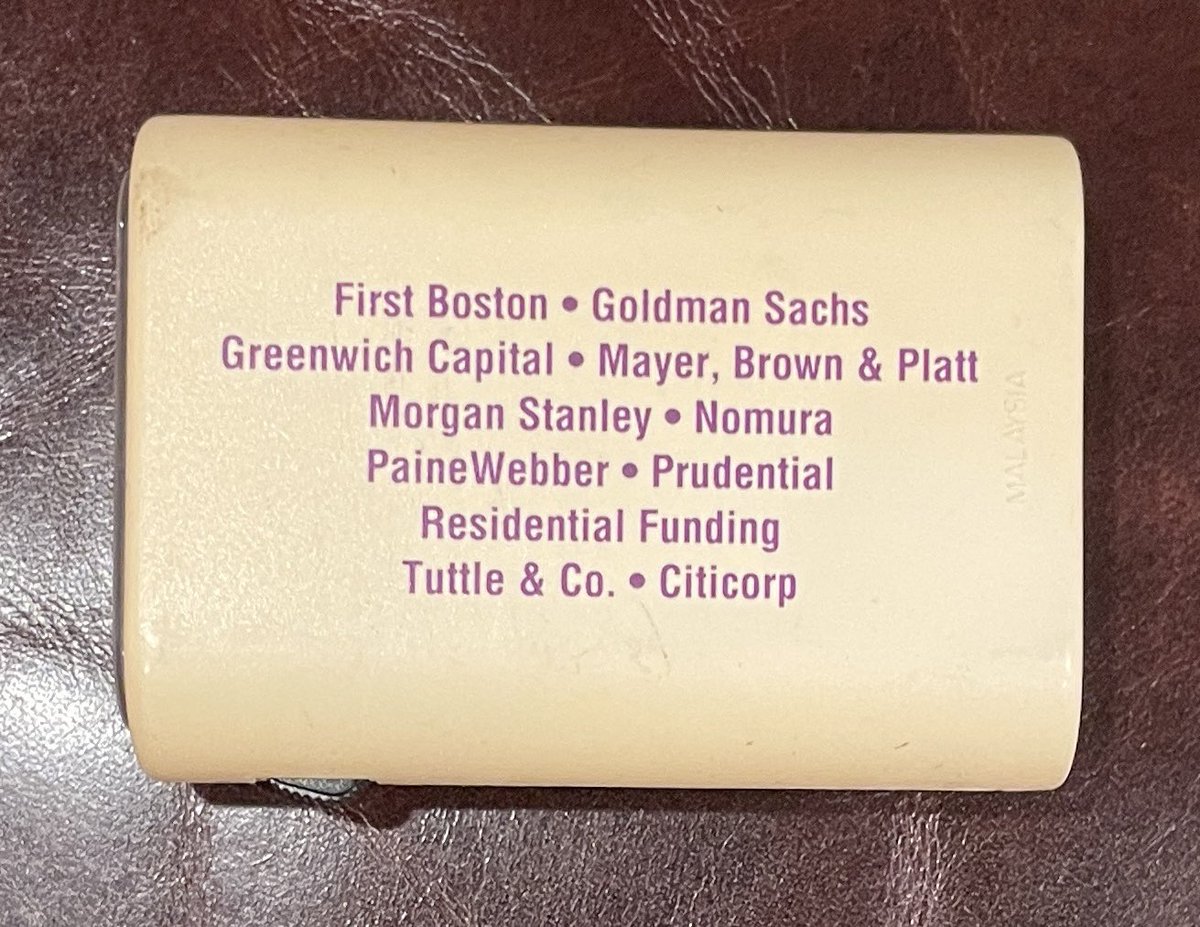 First Boston • Goldman Sachs
Greenwich Capital • Mayer, Brown & Platt
Morgan Stanley • Nomura
PaineWebber • Prudential
Residential Funding
Tuttle & Co. • Citicorp
MALAYSIA